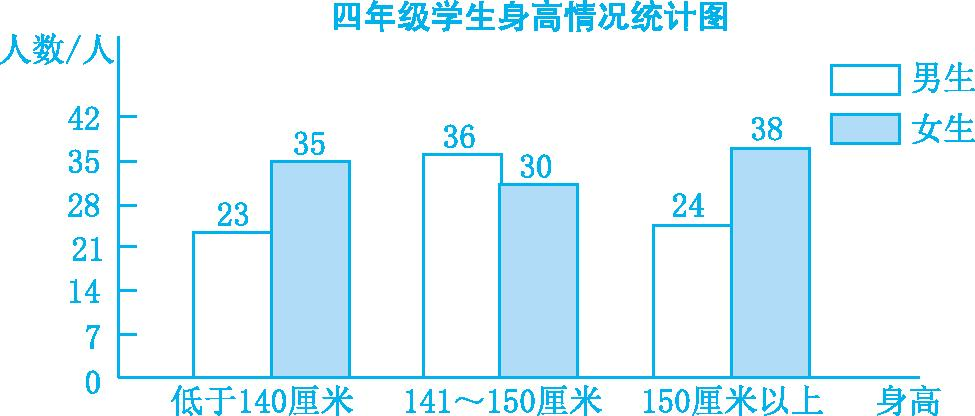 四年级学生身高情况统计图
人数/人
男生
女生
42
35
28
21
14
7
0
23
35
36
30
24
38
低于140厘米
141～150厘米
150厘米以上
身高